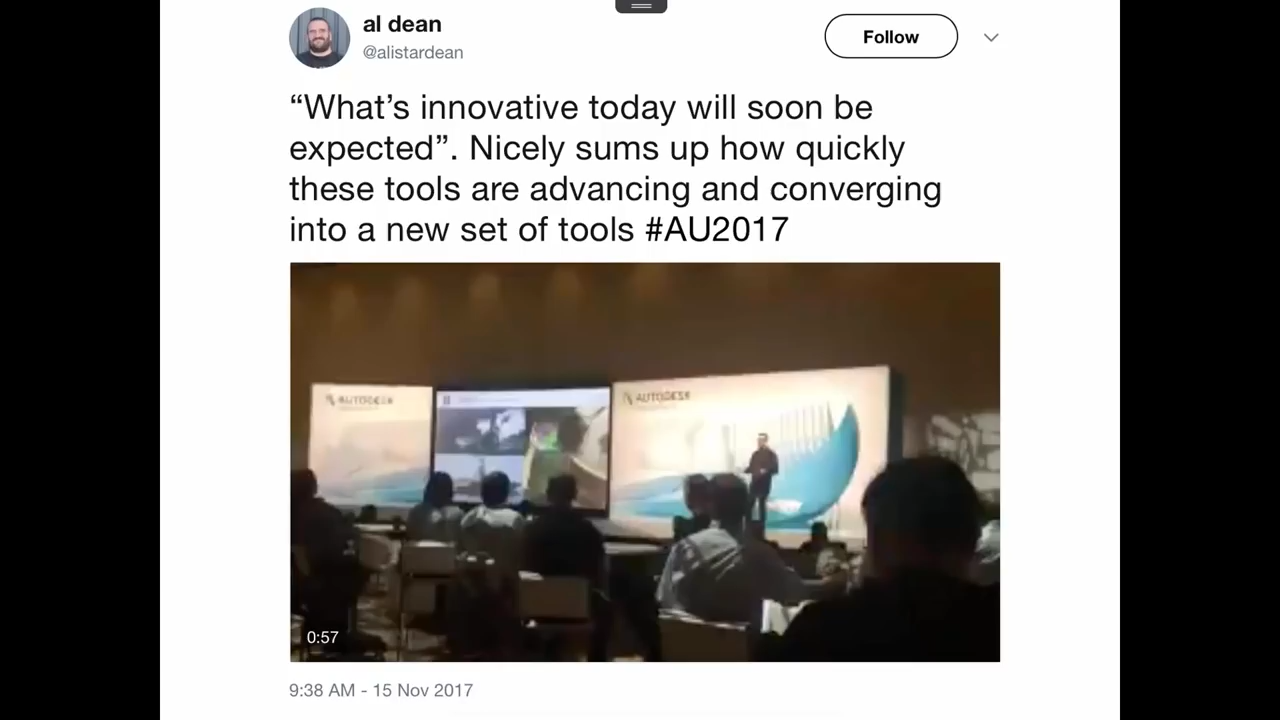 al dean
@alistardean
Follow
“What’s innovative today will soon be
expected”. Nicely sums up how quickly
these tools are advancing and converging
into a new set of tools #AU2017
AUTODESK
AUTODESK
0:57
9:38 AM - 15 Nov 2017